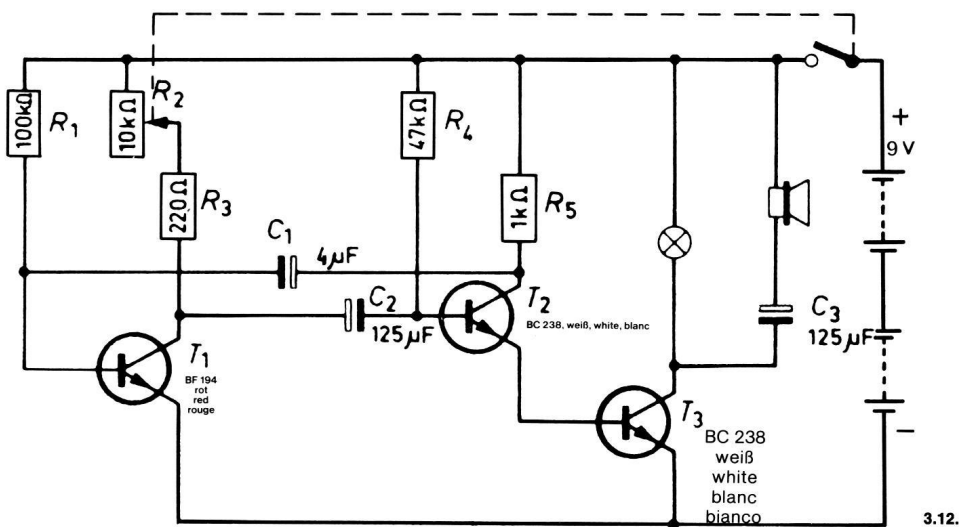 100kΩ
R1
10kΩ
R2
220Ω
R3
47kΩ
R4
1kΩ
R5
C1
4µF
C2
125µF
T1
BF 194
rot
red
rouge
T2
BC 238, weiß, white, blanc
T3
BC 238
weiß
white
blanc
bianco
C3
125µF
+
9 V
−
3.12.